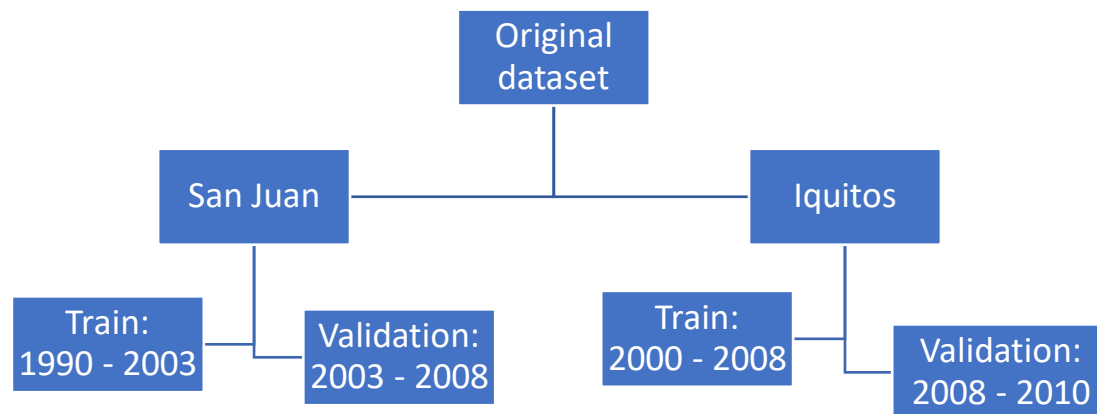 Original
dataset
San Juan
Iquitos
Train:
1990 - 2003
Validation:
2003 - 2008
Train:
2000 - 2008
Validation:
2008 - 2010